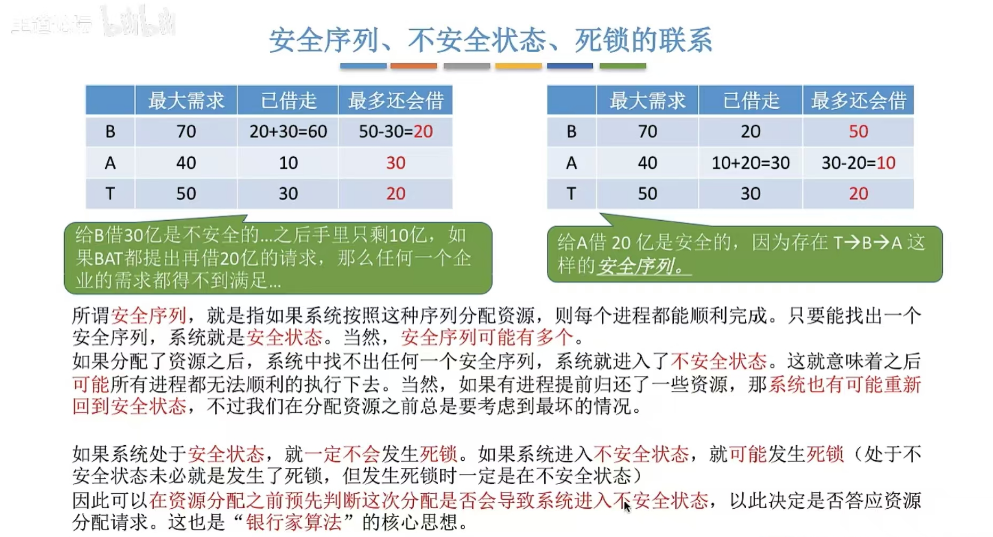 安全序列、不安全状态、死锁的联系
最大需求 已借走 最多还会借
B 70 20+30=60 50-30=20
A 40 10 30
T 50 30 20
最大需求 已借走 最多还会借
B 70 20 50
A 40 10+20=30 30-20=10
T 50 30 20
给B借30亿是不安全的...之后手里只剩10亿，如
果BAT都提出再借20亿的请求，那么任何一个企
业的需求都得不到满足...
给A借 20 亿是安全的，因为存在 T→B→A 这
样的安全序列。
所谓安全序列，就是指如果系统按照这种序列分配资源，则每个进程都能顺利完成。只要能找出一个
安全序列，系统就是安全状态。当然，安全序列可能有多个。
如果分配了资源之后，系统中找不出任何一个安全序列，系统就进入了不安全状态。这就意味着之后
可能所有进程都无法顺利的执行下去。当然，如果有进程提前归还了一些资源，那系统也有可能重新
回到安全状态，不过我们在分配资源之前总是要考虑到最坏的情况。
如果系统处于安全状态，就一定不会发生死锁。如果系统进入不安全状态，就可能发生死锁（处于不
安全状态未必就是发生了死锁，但发生死锁时一定是在不安全状态）
因此可以在资源分配之前预先判断这次分配是否会导致系统进入不安全状态，以此决定是否答应资源
分配请求。这也是“银行家算法”的核心思想。